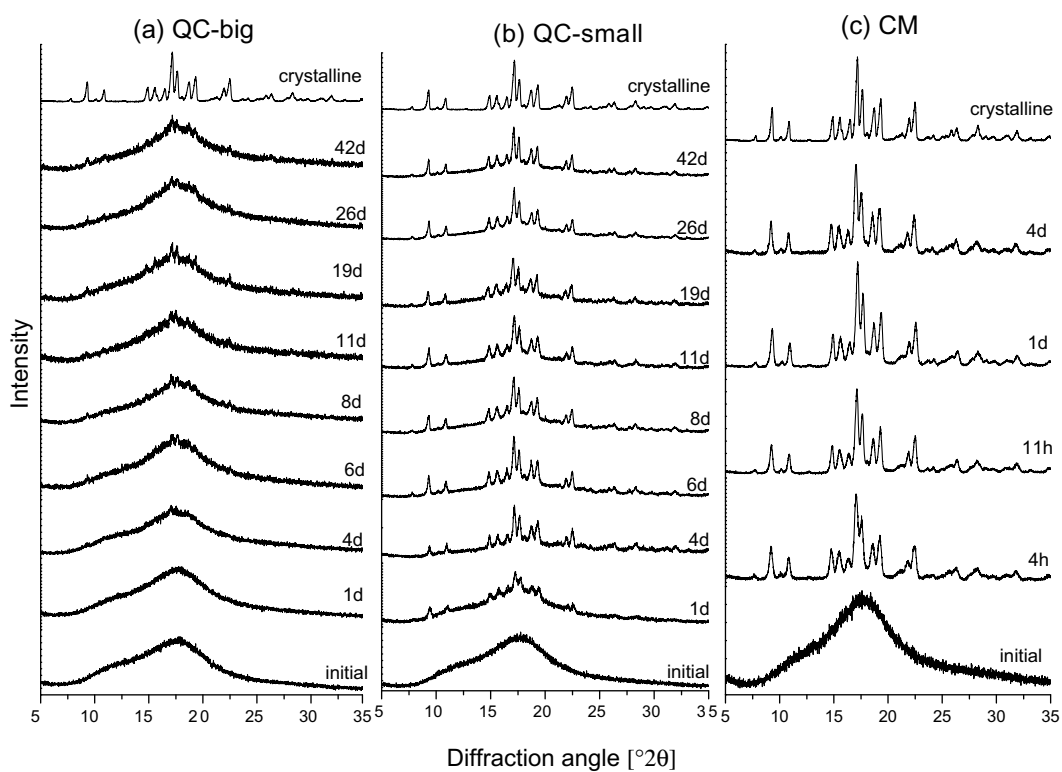 (a) QC-big
(b) QC-small
(c) CM
Intensity
crystalline
42d
26d
19d
11d
8d
6d
4d
1d
initial
5 10 15 20 25 30 35
crystalline
42d
26d
19d
11d
8d
6d
4d
1d
initial
5 10 15 20 25 30 35
crystalline
4d
1d
11h
4h
initial
5 10 15 20 25 30 35
Diffraction angle [°2θ]